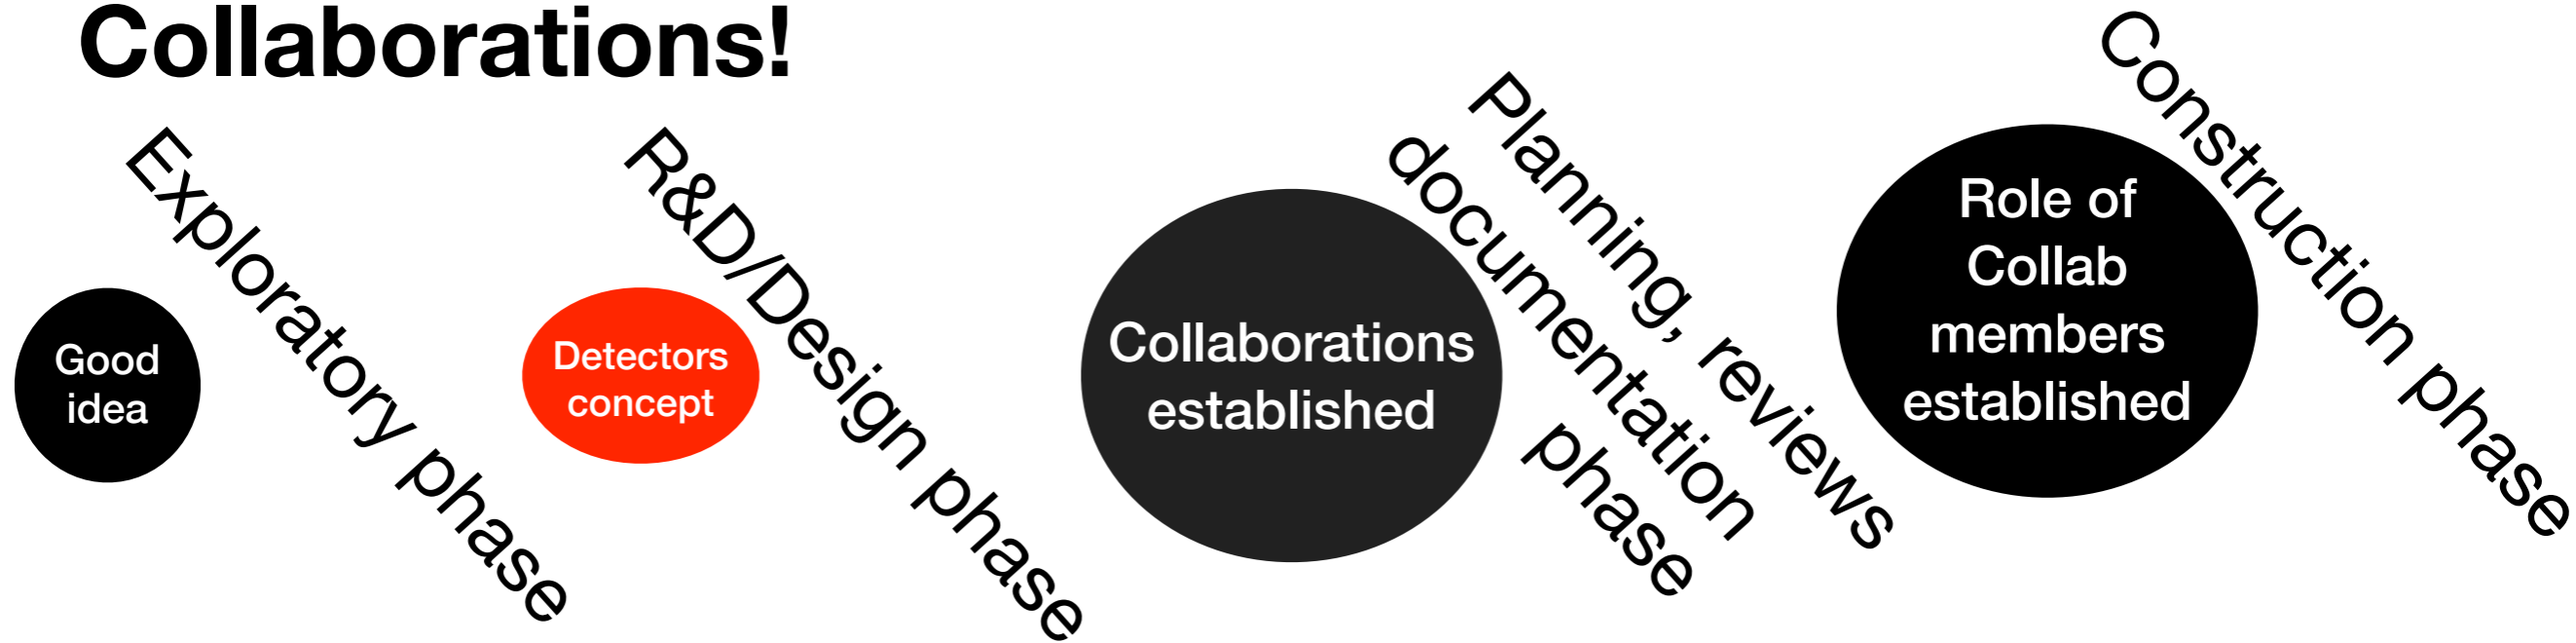 Collaborations!
Good
idea
Exploratory phase
Detectors
concept
R&D/Design phase
Collaborations
established
Planning, reviews
documentation
phase
Role of
Collab
members
established
Construction phase